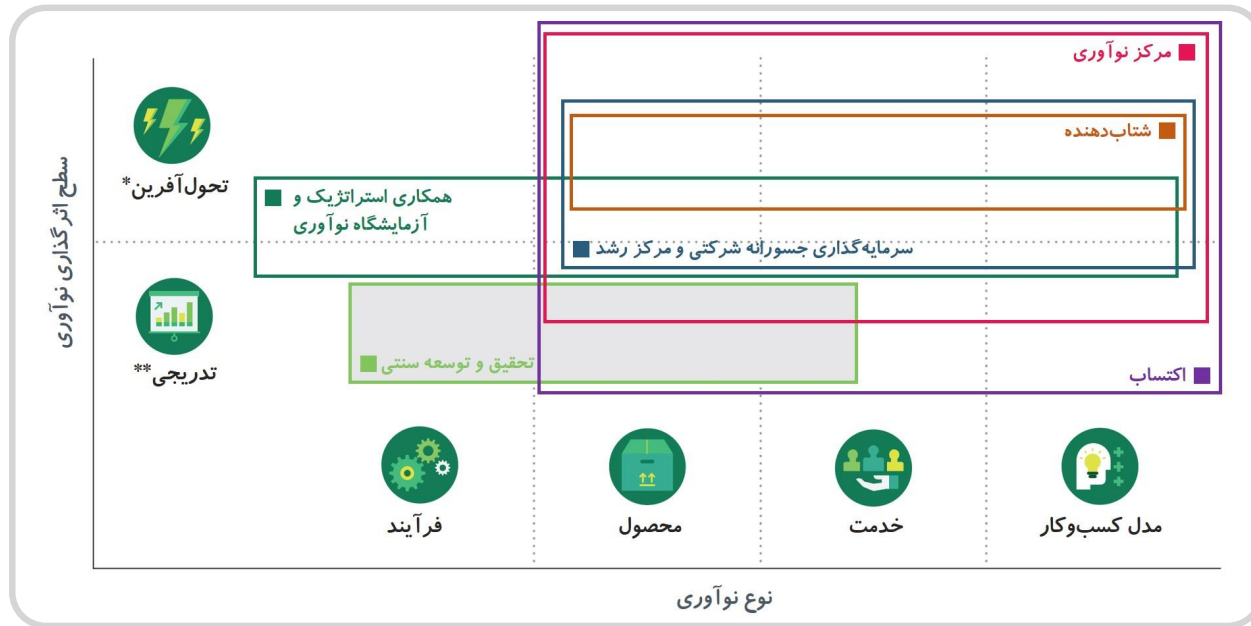 مرکز نوآوری
شتاب‌دهنده
تحول‌آفرین*
همکاری استراتژیک و
آزمایشگاه نوآوری
سرمایه‌گذاری جسورانه شرکتی و مرکز رشد
سطح اثرگذاری نوآوری
تحقیق و توسعه سنتی
تدریجی**
اکتساب
فرآیند
محصول
خدمت
مدل کسب‌وکار
نوع نوآوری